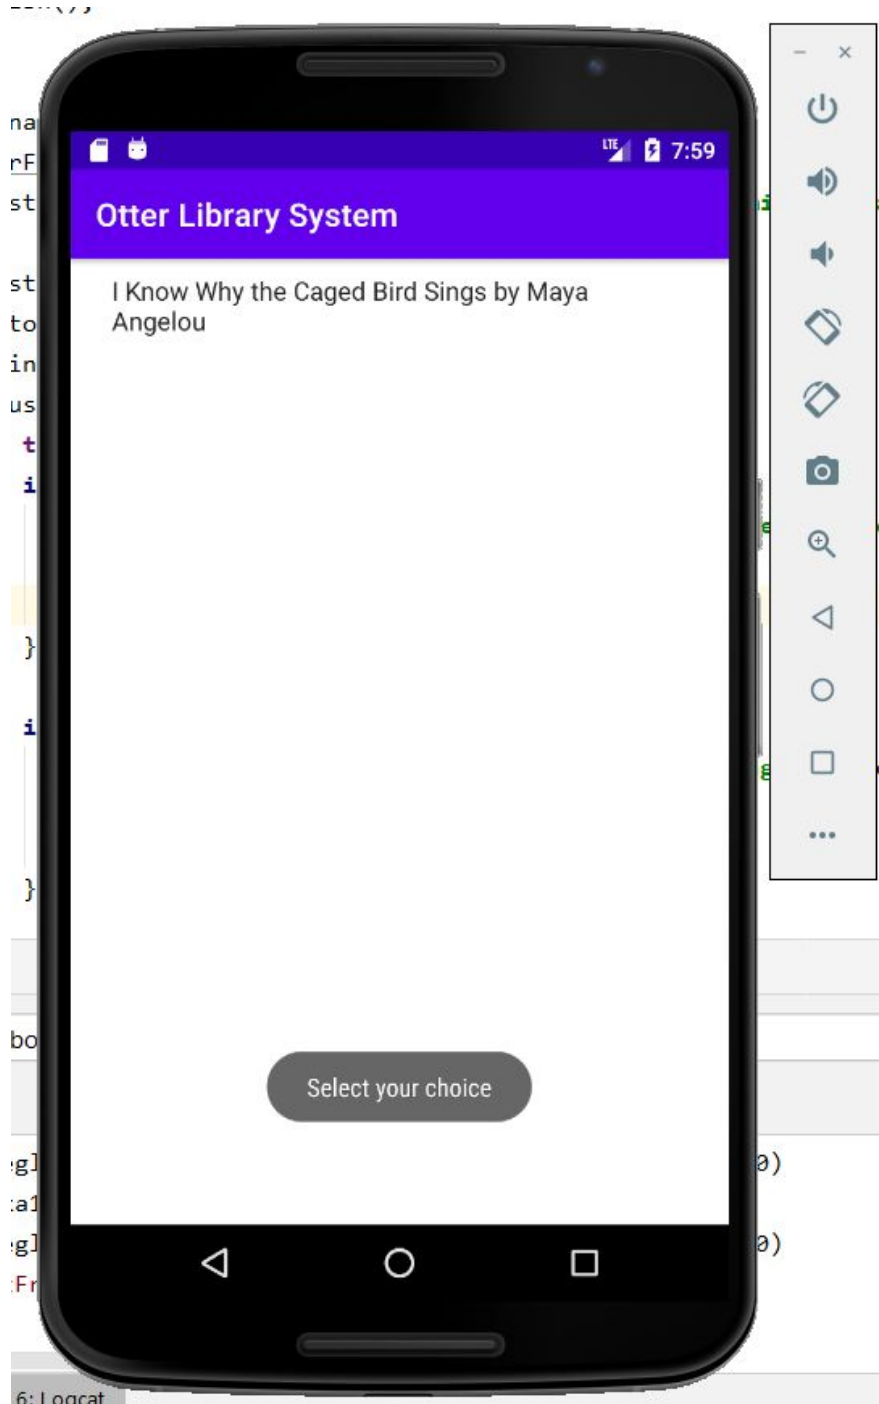 LTE 7:59
Otter Library System
I Know Why the Caged Bird Sings by Maya
Angelou
Select your choice
6: Logcat